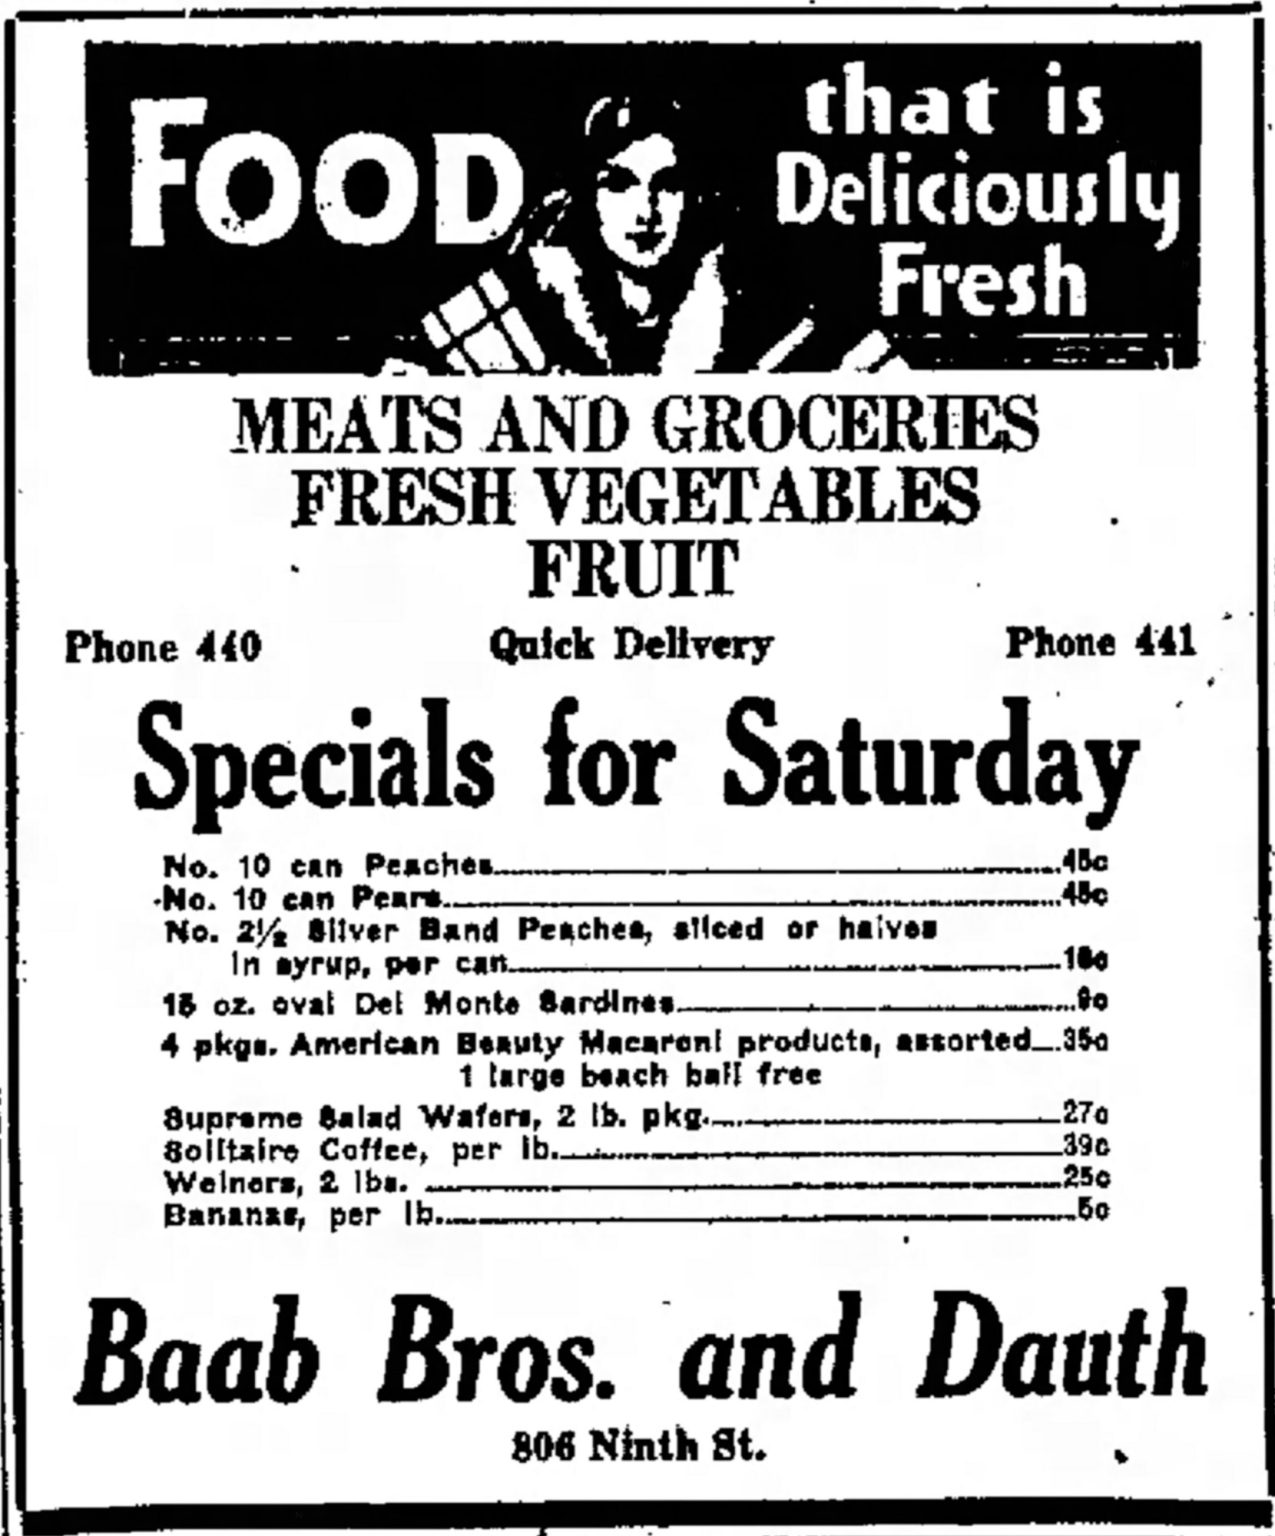 FOOD that is
Deliciously
Fresh
MEATS AND GROCERIES
FRESH VEGETABLES
FRUIT
Phone 440 Quick Delivery Phone 441
Specials for Saturday
No. 10 can Peaches 45c
No. 10 can Pears 45c
No. 2½ Silver Band Peaches, sliced or halves
in syrup, per can
15 oz. oval Del Monte Sardines 9c
4 pkgs. American Beauty Macaroni products, assorted 35c
1 large beach ball free
Supreme Salad Wafers, 2 lb. pkg. 27c
Solitaire Coffee, per lb. 39c
Weiners, 2 lbs. 25c
Bananas, per lb. 5c
Baab Bros. and Dauth
806 Ninth St.